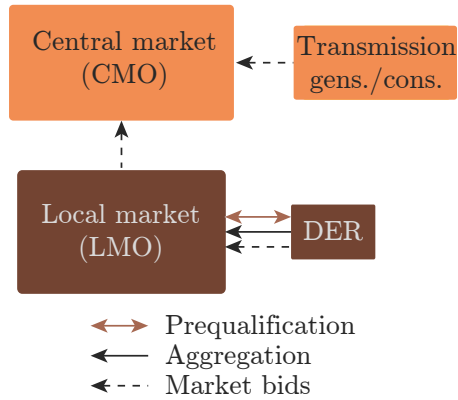 Central market
(CMO)
Transmission
gens./cons.
Local market
(LMO)
DER
Prequalification
Aggregation
Market bids